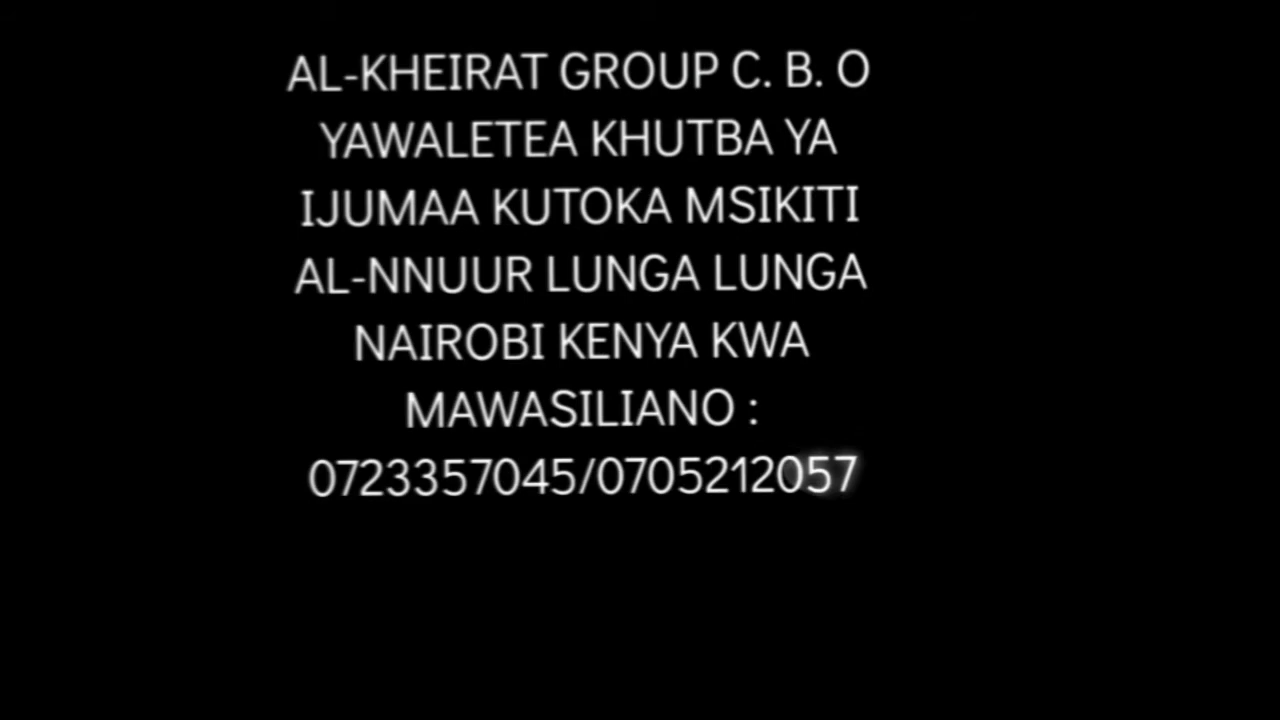 AL-KHEIRAT GROUP C. B. O
YAWALETEA KHUTBA YA
IJUMAA KUTOKA MSIKITI
AL-NNUUR LUNGA LUNGA
NAIROBI KENYA KWA
MAWASILIANO :
0723357045/0705212057